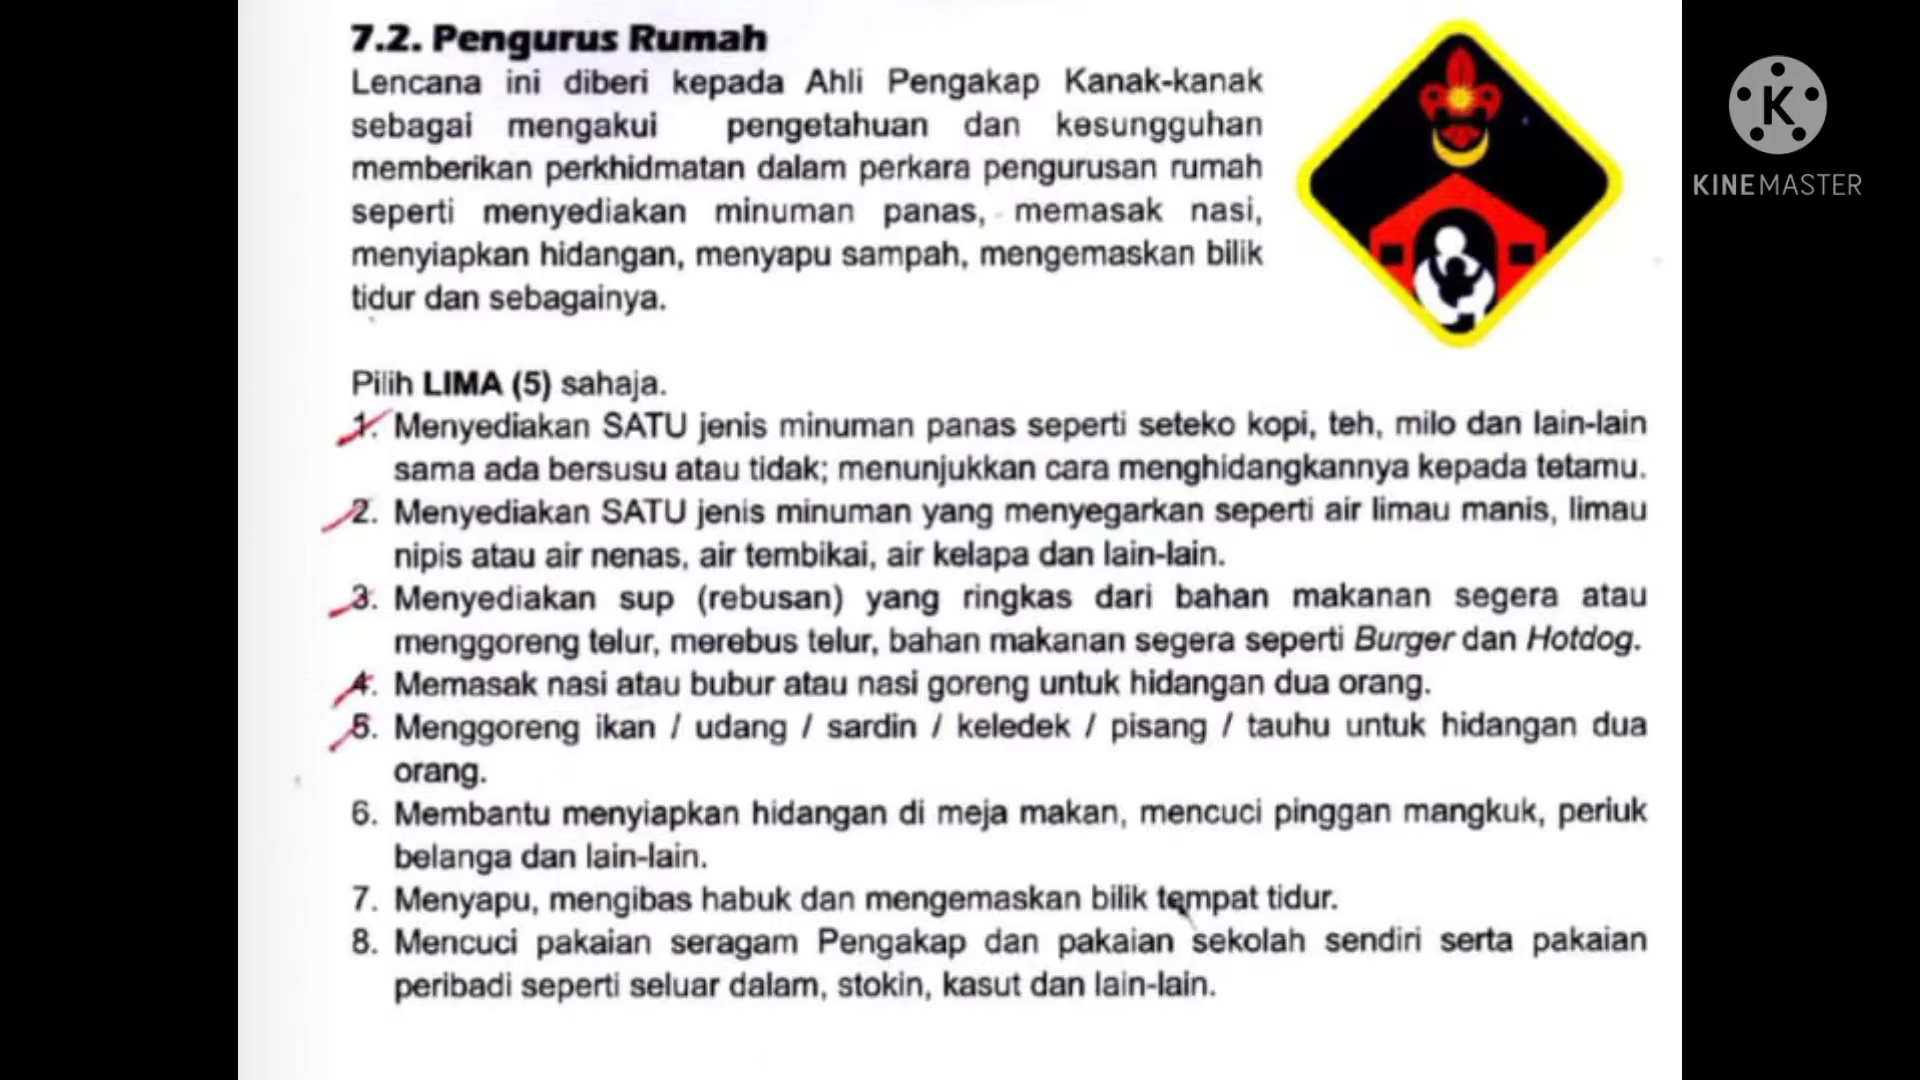 7.2. Pengurus Rumah
Lencana ini diberi kepada Ahli Pengakap Kanak-kanak
sebagai mengakui pengetahuan dan kesungguhan
memberikan perkhidmatan dalam perkara pengurusan rumah
seperti menyediakan minuman panas, memasak nasi,
menyiapkan hidangan, menyapu sampah, mengemaskan bilik
tidur dan sebagainya.
K
KINEMASTER
Pilih LIMA (5) sahaja.
1. Menyediakan SATU jenis minuman panas seperti seteko kopi, teh, milo dan lain-lain
sama ada bersusu atau tidak; menunjukkan cara menghidangkannya kepada tetamu.
2. Menyediakan SATU jenis minuman yang menyegarkan seperti air limau manis, limau
nipis atau air nenas, air tembikai, air kelapa dan lain-lain.
3. Menyediakan sup (rebusan) yang ringkas dari bahan makanan segera atau
menggoreng telur, merebus telur, bahan makanan segera seperti Burger dan Hotdog.
4. Memasak nasi atau bubur atau nasi goreng untuk hidangan dua orang.
5. Menggoreng ikan / udang / sardin / keledek / pisang / tauhu untuk hidangan dua
orang.
6. Membantu menyiapkan hidangan di meja makan, mencuci pinggan mangkuk, periuk
belanga dan lain-lain.
7. Menyapu, mengibas habuk dan mengemaskan bilik tempat tidur.
8. Mencuci pakaian seragam Pengakap dan pakaian sekolah sendiri serta pakaian
peribadi seperti seluar dalam, stokin, kasut dan lain-lain.